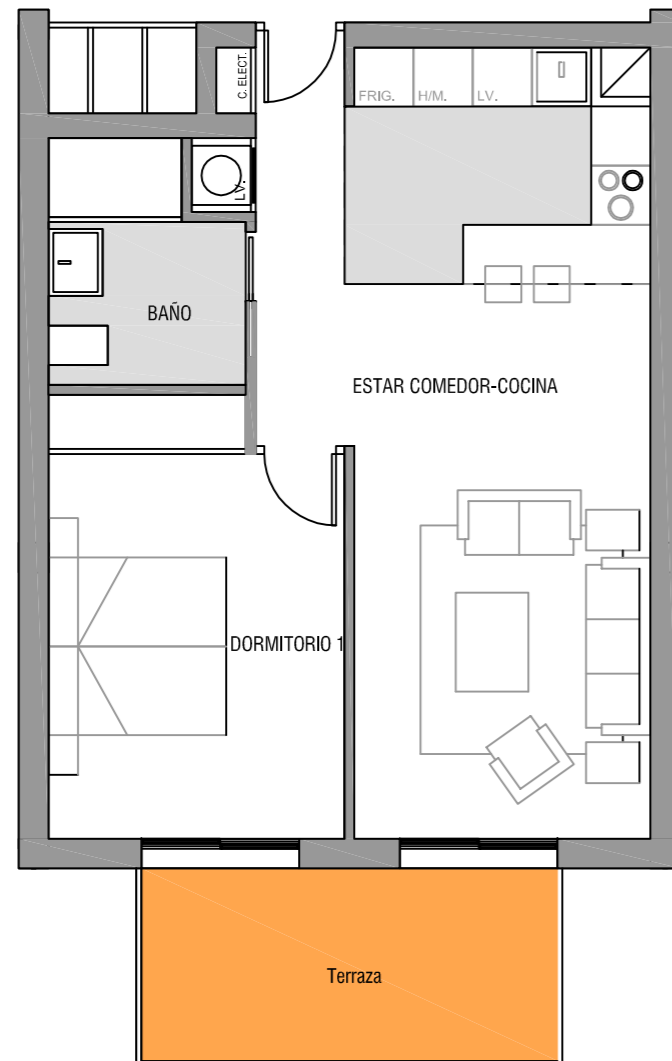 C. ELECT.
FRIG.
H/M.
LV.
LV.
BAÑO
ESTAR COMEDOR-COCINA
DORMITORIO 1
Terraza